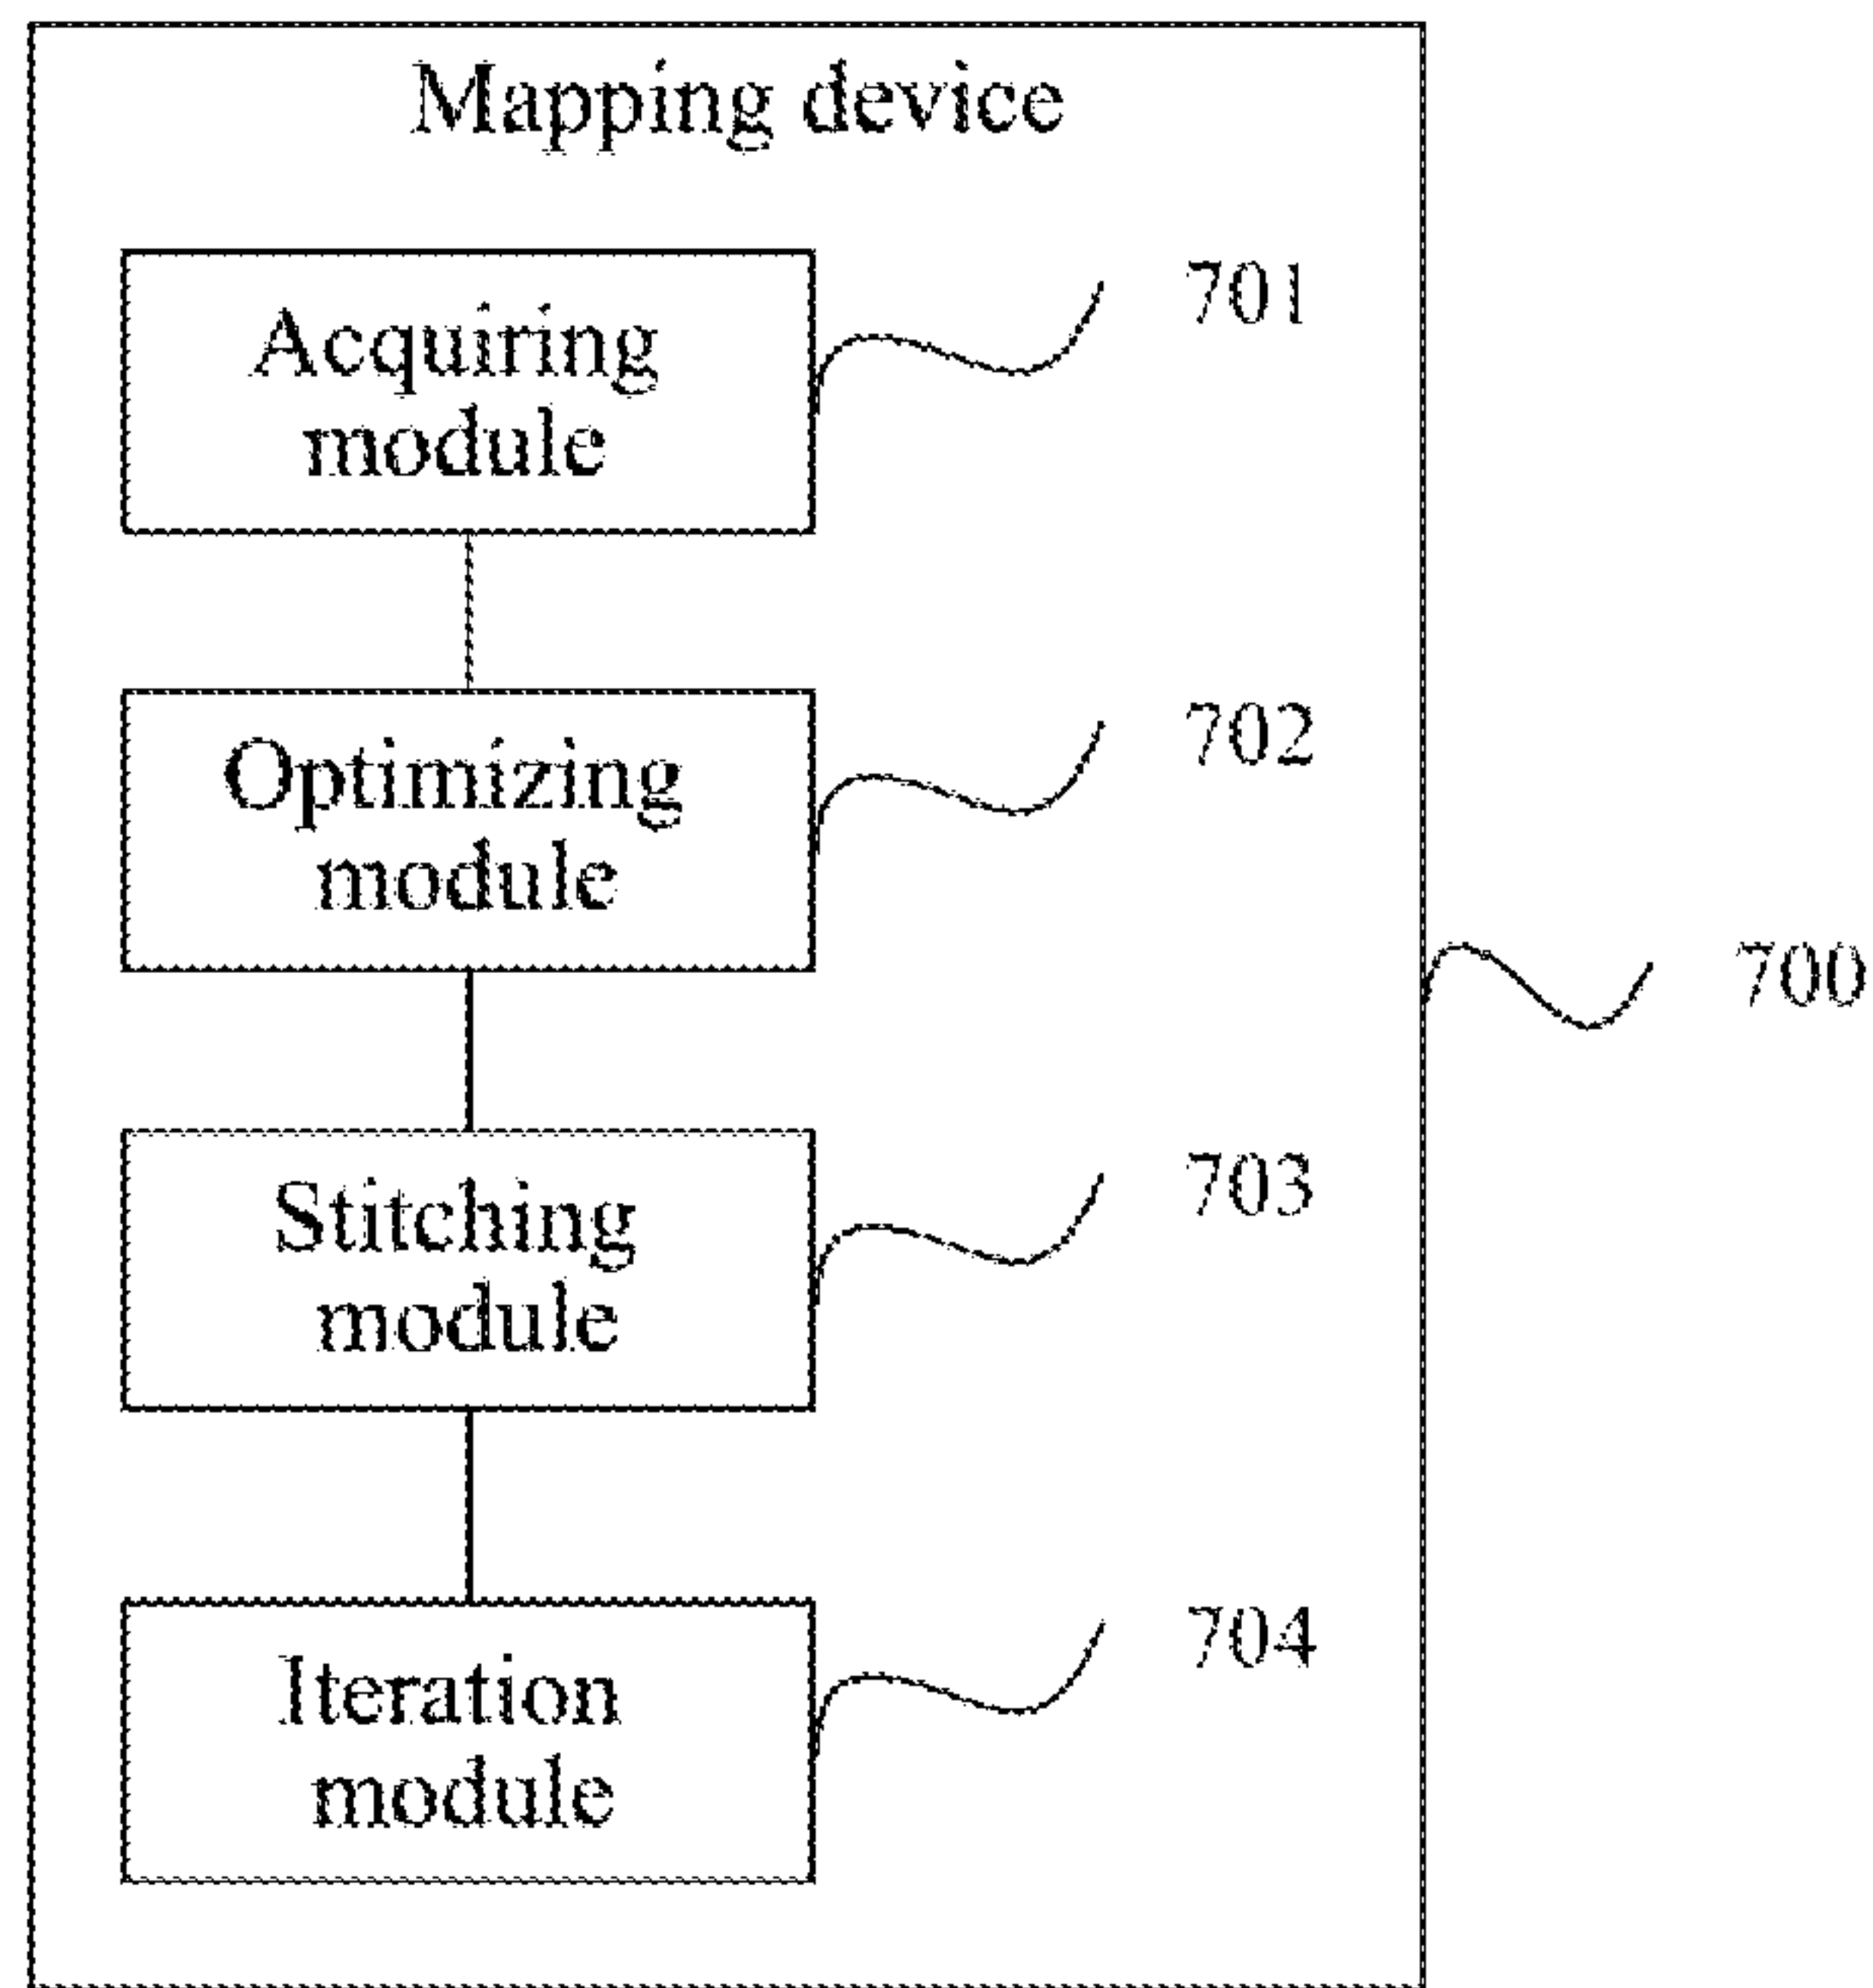 Mapping device
Acquiring
module
701
Optimizing
module
702
700
Stitching
module
703
Iteration
module
704